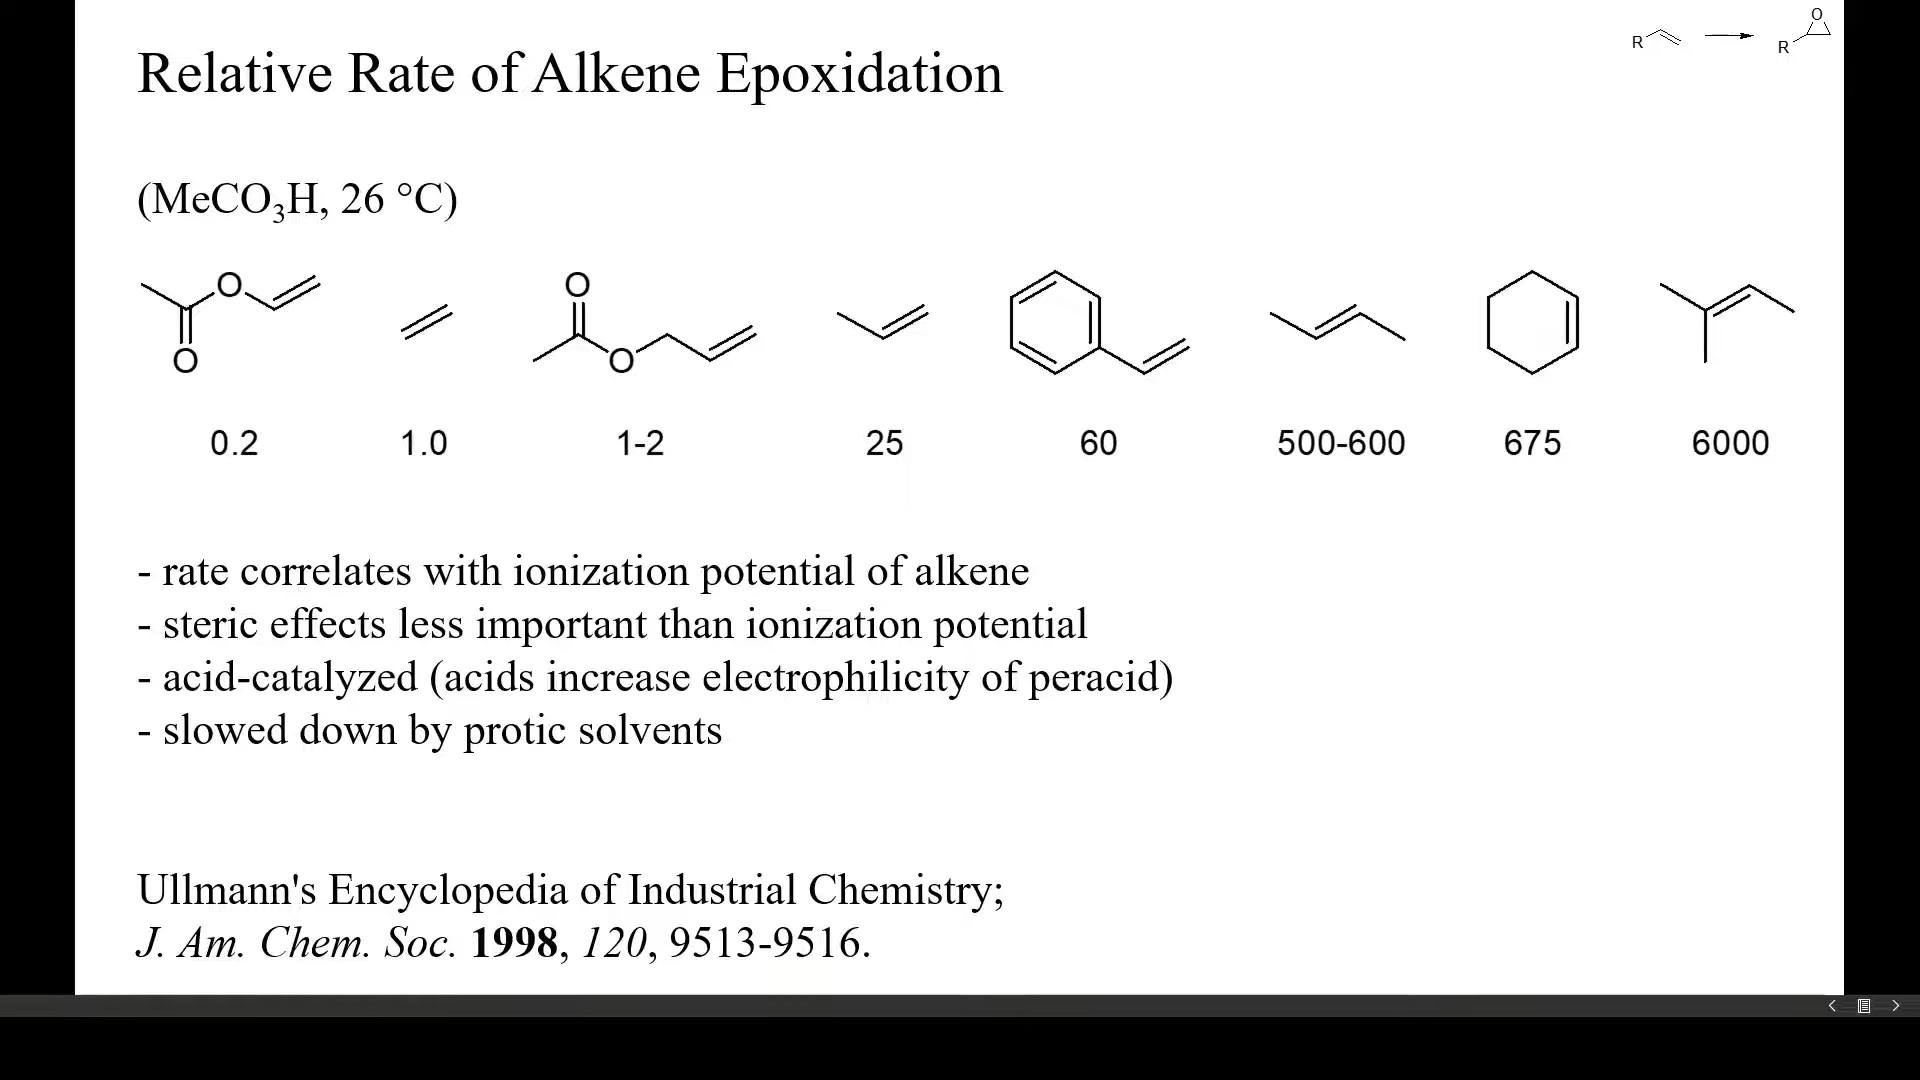 Relative Rate of Alkene Epoxidation
R
R
O
(MeCO₃H, 26 °C)
O
O
O
O
0.2 1.0 1-2 25 60 500-600 675 6000
- rate correlates with ionization potential of alkene
- steric effects less important than ionization potential
- acid-catalyzed (acids increase electrophilicity of peracid)
- slowed down by protic solvents
Ullmann's Encyclopedia of Industrial Chemistry;
J. Am. Chem. Soc. 1998, 120, 9513-9516.